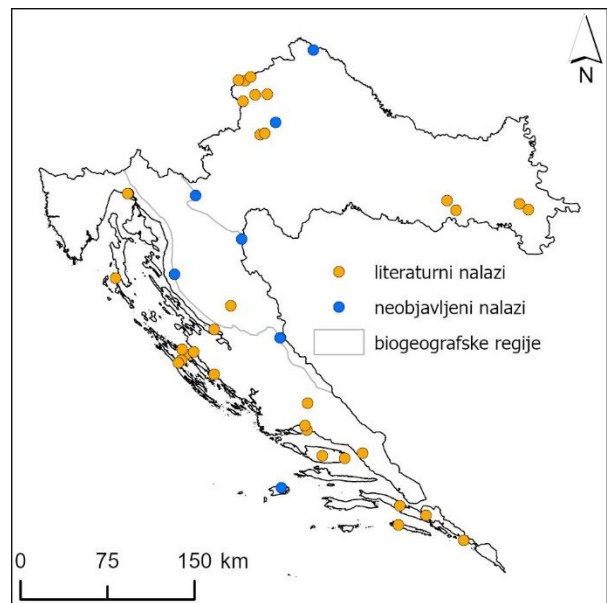 N
literaturni nalazi
neobjavljeni nalazi
biogeografske regije
0 75 150 km